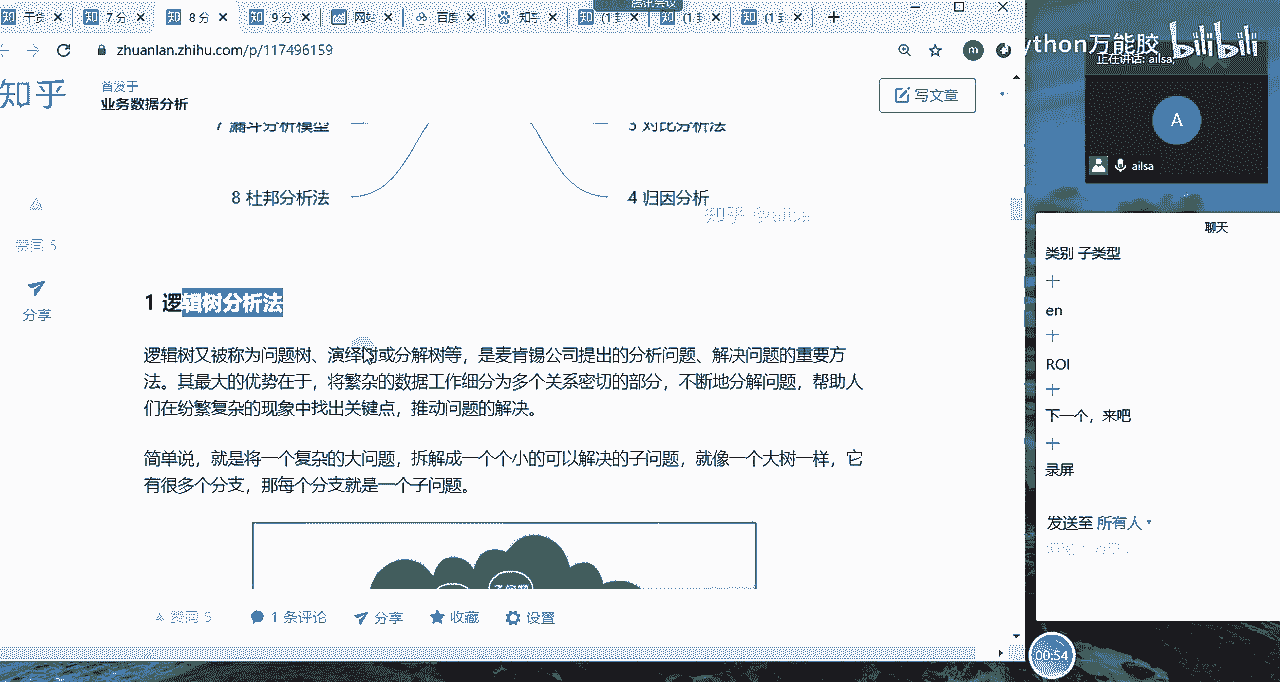 腾讯会议
知 干货
知 7 分
知 8 分
知 9 分
网站
百度
知乎
(1
(1
(1
zhuanlan.zhihu.com/p/117496159
m
ython万能胶
bilibili
正在讲话: ailsa;
A
ailsa
知乎
首发于
业务数据分析
写文章
7 漏斗分析模型
3 对比分析法
8 杜邦分析法
4 归因分析
知乎 @ailsa
赞同 5
分享
1 逻辑树分析法
逻辑树又被称为问题树、演绎树或分解树等，是麦肯锡公司提出的分析问题、解决问题的重要方
法。其最大的优势在于，将繁杂的数据工作细分为多个关系密切的部分，不断地分解问题，帮助人
们在纷繁复杂的现象中找出关键点，推动问题的解决。
简单说，就是将一个复杂的大问题，拆解成一个个小的可以解决的子问题，就像一个大树一样，它
有很多个分支，那每个分支就是一个子问题。
赞同 5
1 条评论
分享
收藏
设置
聊天
类别 子类型
en
ROI
下一个，来吧
录屏
发送至 所有人
00:54